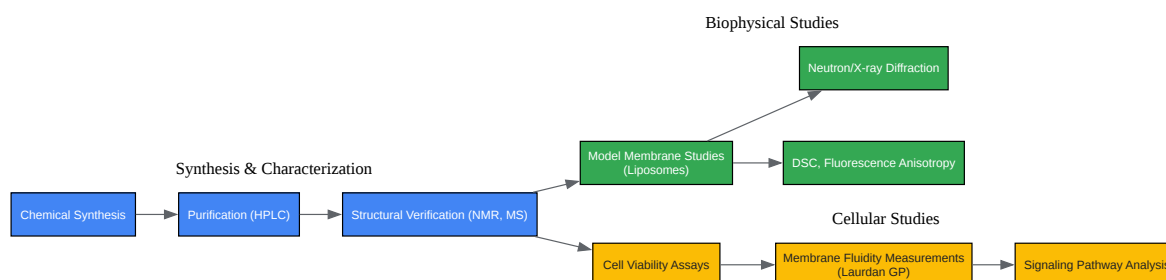 Biophysical Studies
Neutron/X-ray Diffraction
Model Membrane Studies
(Liposomes)
DSC, Fluorescence Anisotropy
Synthesis & Characterization
Chemical Synthesis
Purification (HPLC)
Structural Verification (NMR, MS)
Cellular Studies
Cell Viability Assays
Membrane Fluidity Measurements
(Laurdan GP)
Signaling Pathway Analysis